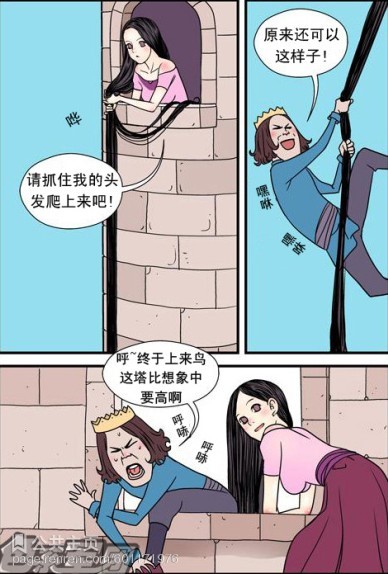 哗
请抓住我的头
发爬上来吧!
原来还可以
这样子!
嘿
咻
嘿
咻
呼~终于上来鸟
这塔比想象中
要高啊
呼
哧
呼
哧
公共主页
page.renren.com/601171976